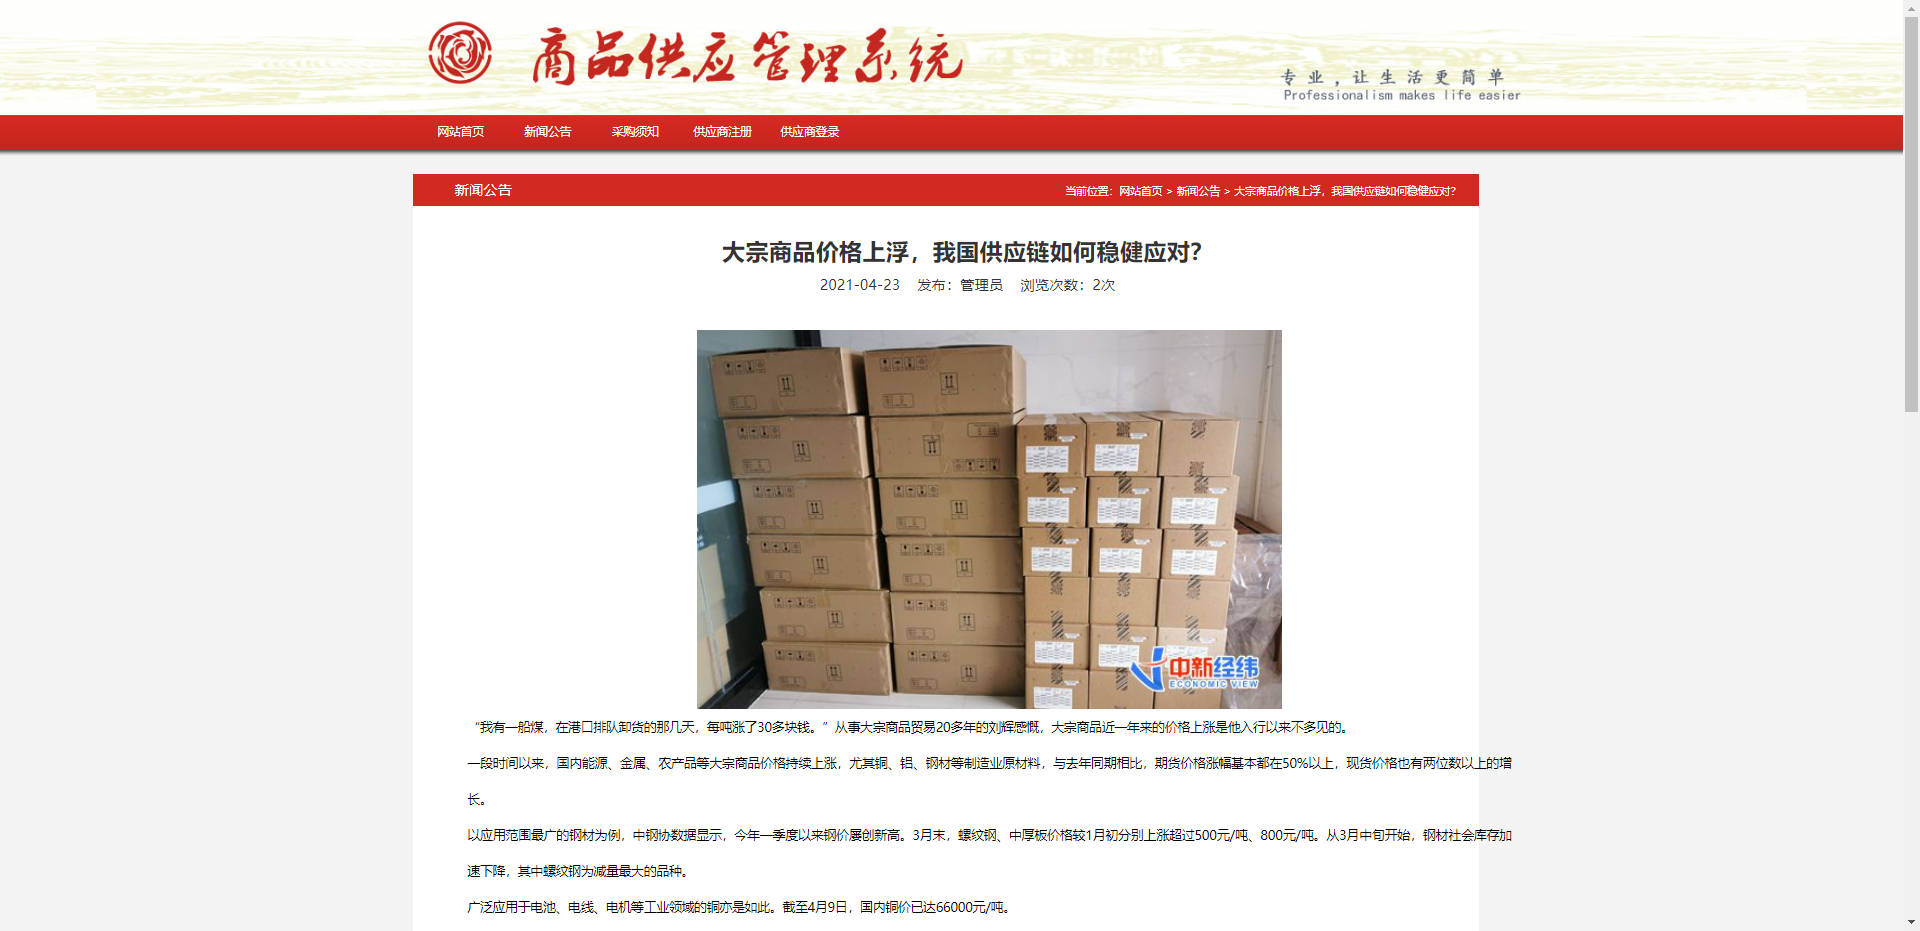 商品供应管理系统
专业，让生活更简单
Professionalism makes life easier
网站首页 新闻公告 采购须知 供应商注册 供应商登录
新闻公告
当前位置：网站首页 > 新闻公告 > 大宗商品价格上浮，我国供应链如何稳健应对？
大宗商品价格上浮，我国供应链如何稳健应对？
2021-04-23 发布：管理员 浏览次数：2次
中新经纬
ECONOMIC VIEW
“我有一船煤，在港口排队卸货的那几天，每吨涨了30多块钱。”从事大宗商品贸易20多年的刘辉感慨，大宗商品近一年来的价格上涨是他入行以来不多见的。
一段时间以来，国内能源、金属、农产品等大宗商品价格持续上涨，尤其铜、铝、钢材等制造业原材料，与去年同期相比，期货价格涨幅基本都在50%以上，现货价格也有两位数以上的增
长。
以应用范围最广的钢材为例，中钢协数据显示，今年一季度以来钢价屡创新高。3月末，螺纹钢、中厚板价格较1月初分别上涨超过500元/吨、800元/吨。从3月中旬开始，钢材社会库存加
速下降，其中螺纹钢为减量最大的品种。
广泛应用于电池、电线、电机等工业领域的铜亦是如此。截至4月9日，国内铜价已达66000元/吨。